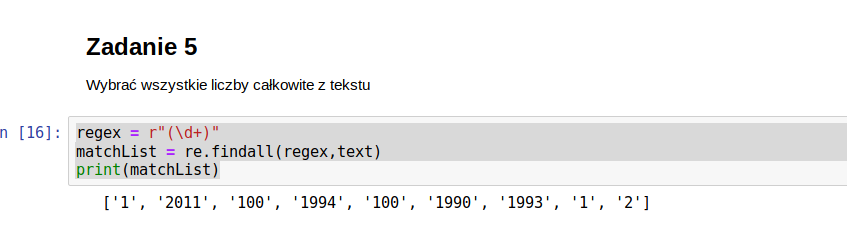 Zadanie 5
Wybrać wszystkie liczby całkowite z tekstu
n [16]: regex = r"(\d+)"
matchList = re.findall(regex,text)
print(matchList)
['1', '2011', '100', '1994', '100', '1990', '1993', '1', '2']